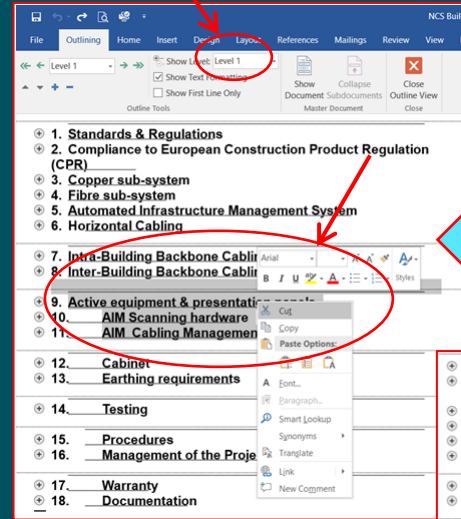 NCS Buil
File Outlining Home Insert Design Layout References Mailings Review View
Level 1
Show Level: Level 1
Show Text Formatting
Show First Line Only
Show Document
Collapse Subdocuments
Close Outline View
Outline Tools
Master Document
Close
1. Standards & Regulations
2. Compliance to European Construction Product Regulation
(CPR)
3. Copper sub-system
4. Fibre sub-system
5. Automated Infrastructure Management System
6. Horizontal Cabling
7. Intra-Building Backbone Cablin
8. Inter-Building Backbone Cablin
Arial
A A
B I U A
Styles
9. Active equipment & presentation panels
10. AIM Scanning hardware
11. AIM Cabling Managemen
12. Cabinet
13. Earthing requirements
14. Testing
15. Procedures
16. Management of the Proje
17. Warranty
18. Documentation
Cut
Copy
Paste Options:
Font...
Paragraph...
Smart Lookup
Synonyms
Translate
Link
New Comment